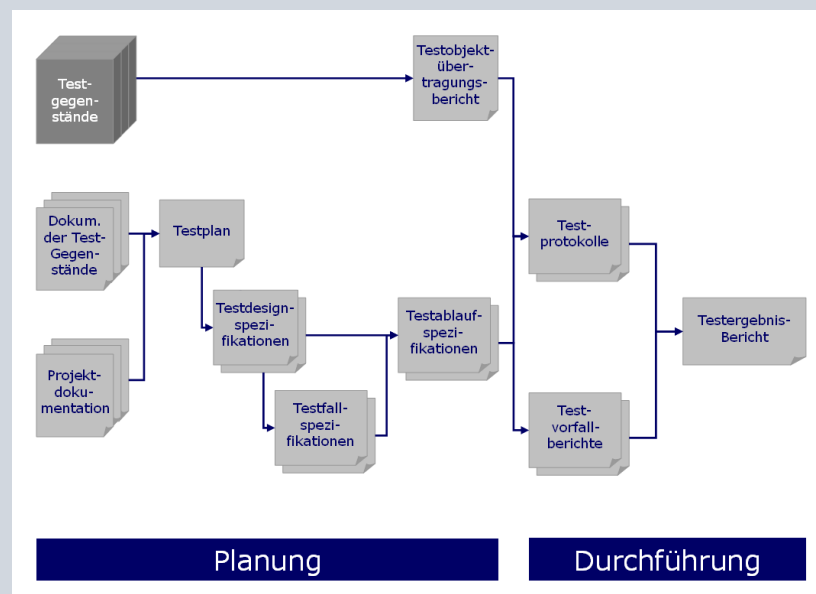 Test-
gegen-
stände
Testobjekt-
über-
tragungs-
bericht
Dokum.
der Test-
Gegen-
stände
Testplan
Test-
protokolle
Testdesign-
spezi-
fikationen
Testablauf-
spezi-
fikationen
Testergebnis-
Bericht
Projekt-
doku-
mentation
Testfall-
spezi-
fikationen
Test-
vorfall-
berichte
Planung
Durchführung